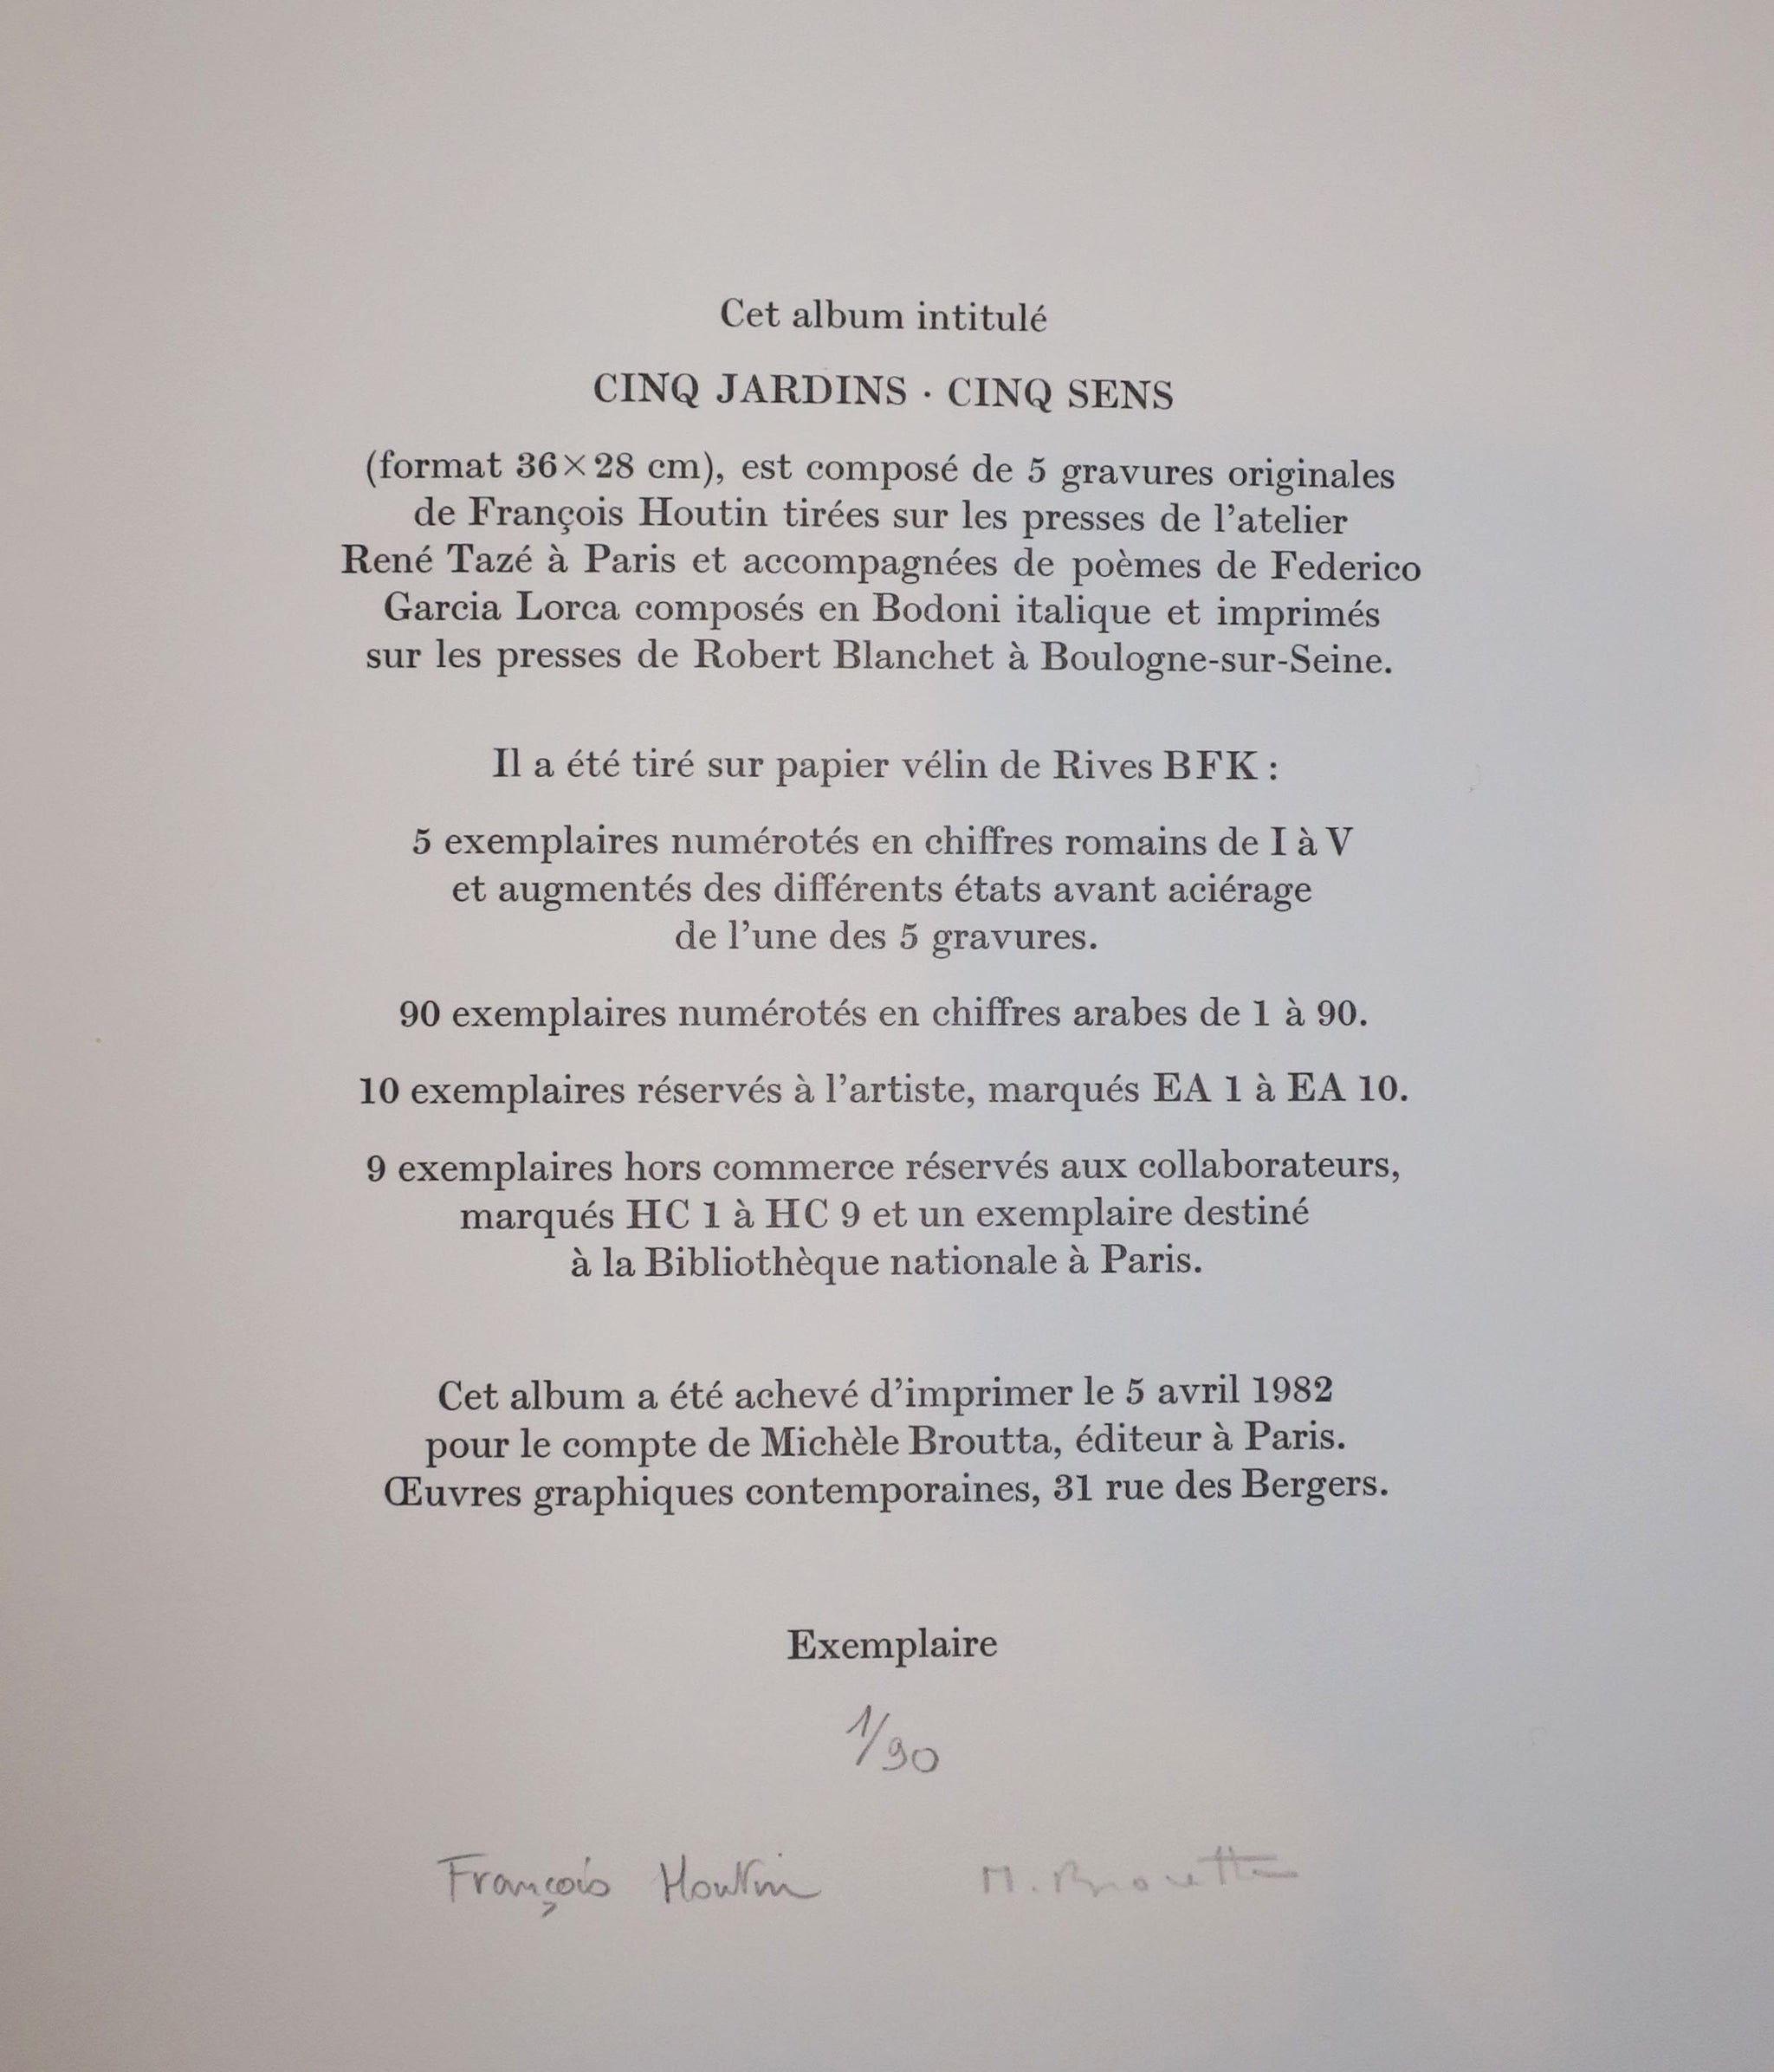 Cet album intitulé
CINQ JARDINS · CINQ SENS
(format 36×28 cm), est composé de 5 gravures originales
de François Houtin tirées sur les presses de l'atelier
René Tazé à Paris et accompagnées de poèmes de Federico
Garcia Lorca composés en Bodoni italique et imprimés
sur les presses de Robert Blanchet à Boulogne-sur-Seine.
Il a été tiré sur papier vélin de Rives BFK :
5 exemplaires numérotés en chiffres romains de I à V
et augmentés des différents états avant aciérage
de l'une des 5 gravures.
90 exemplaires numérotés en chiffres arabes de 1 à 90.
10 exemplaires réservés à l'artiste, marqués EA 1 à EA 10.
9 exemplaires hors commerce réservés aux collaborateurs,
marqués HC 1 à HC 9 et un exemplaire destiné
à la Bibliothèque nationale à Paris.
Cet album a été achevé d'imprimer le 5 avril 1982
pour le compte de Michèle Broutta, éditeur à Paris.
Œuvres graphiques contemporaines, 31 rue des Bergers.
Exemplaire
1/90
François Houtin M. Broutta